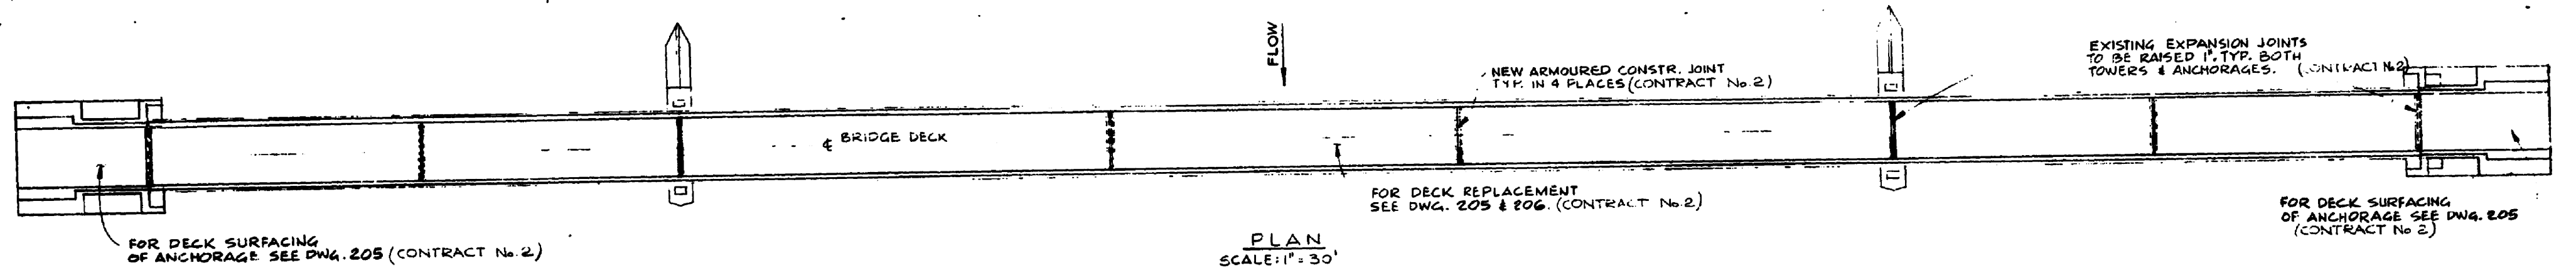 FLOW
NEW ARMOURED CONSTR. JOINT
TYP. IN 4 PLACES (CONTRACT No. 2)
EXISTING EXPANSION JOINTS
TO BE RAISED 1". TYP. BOTH
TOWERS & ANCHORAGES. (CONTRACT No 2)
℄ BRIDGE DECK
FOR DECK REPLACEMENT
SEE DWG. 205 & 206. (CONTRACT No. 2)
FOR DECK SURFACING
OF ANCHORAGE SEE DWG. 205
(CONTRACT No 2)
FOR DECK SURFACING
OF ANCHORAGE SEE DWG. 205 (CONTRACT No. 2)
PLAN
SCALE: 1" = 30'